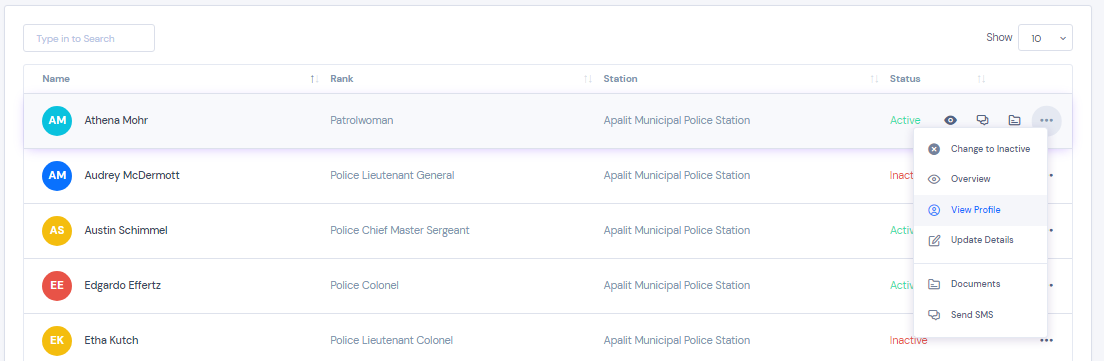 Type in to Search
Show 10
Name Rank Station Status
AM Athena Mohr Patrolwoman Apalit Municipal Police Station Active
Change to Inactive
AM Audrey McDermott Police Lieutenant General Apalit Municipal Police Station
Overview
View Profile
AS Austin Schimmel Police Chief Master Sergeant Apalit Municipal Police Station
Update Details
EE Edgardo Effertz Police Colonel Apalit Municipal Police Station
Documents
Send SMS
EK Etha Kutch Police Lieutenant Colonel Apalit Municipal Police Station Inactive